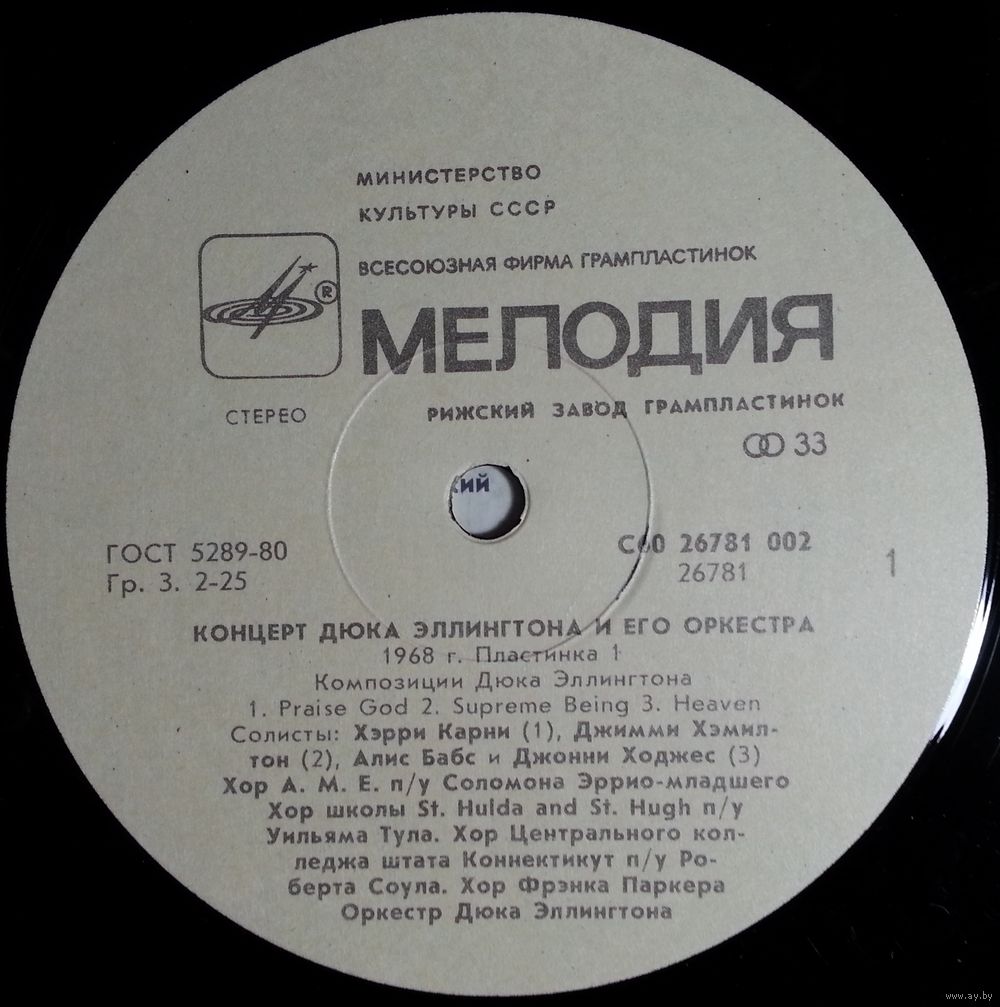 МИНИСТЕРСТВО
КУЛЬТУРЫ СССР
ВСЕСОЮЗНАЯ ФИРМА ГРАМПЛАСТИНОК
®
МЕЛОДИЯ
СТЕРЕО
РИЖСКИЙ ЗАВОД ГРАМПЛАСТИНОК
33
кий
ГОСТ 5289-80
Гр. 3. 2-25
С60 26781 002
26781
1
КОНЦЕРТ ДЮКА ЭЛЛИНГТОНА И ЕГО ОРКЕСТРА
1968 г. Пластинка 1
Композиции Дюка Эллингтона
1. Praise God 2. Supreme Being 3. Heaven
Солисты: Хэрри Карни (1), Джимми Хэмил-
тон (2), Алис Бабс и Джонни Ходжес (3)
Хор А. М. Е. п/у Соломона Эррио-младшего
Хор школы St. Hulda and St. Hugh п/у
Уильяма Тула. Хор Центрального кол-
леджа штата Коннектикут п/у Ро-
берта Соула. Хор Фрэнка Паркера
Оркестр Дюка Эллингтона
www.ay.by